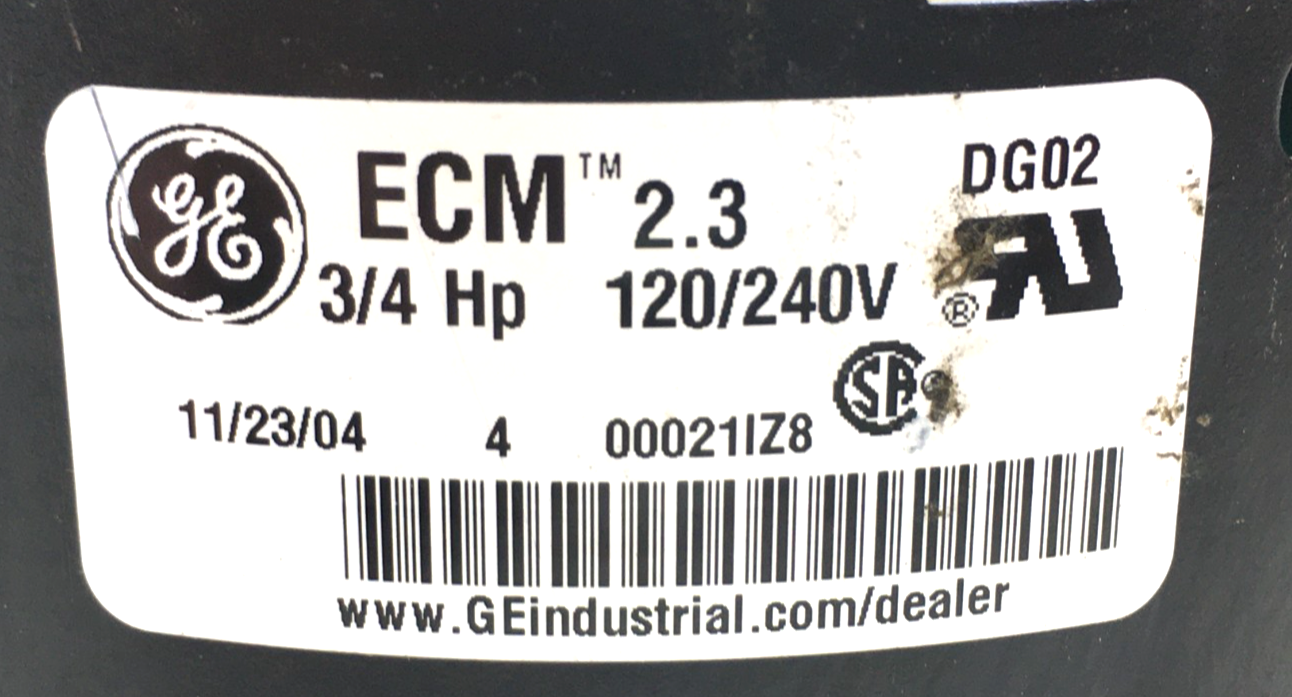 GE ECM™ 2.3 DG02
3/4 Hp 120/240V ®
11/23/04 4 00021IZ8 SA ®
www.GEindustrial.com/dealer